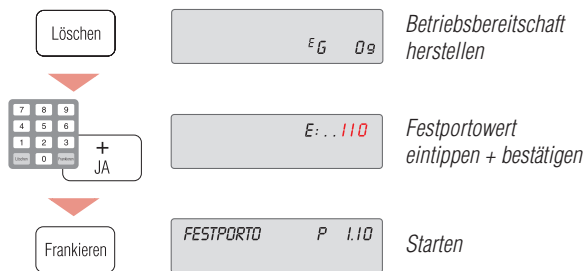 Löschen
E G 0g
Betriebsbereitschaft
herstellen
7 8 9
4 5 6
1 2 3
Löschen 0 Frankieren
+
JA
E:..110
Festportowert
eintippen + bestätigen
Frankieren
FESTPORTO P 1.10
Starten